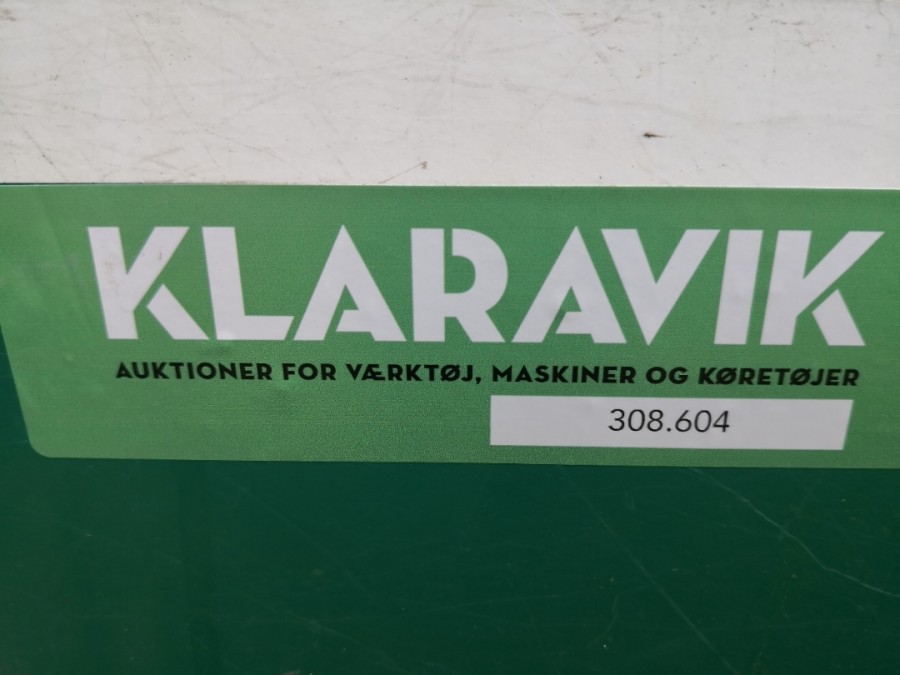 KLARAVIK
AUKTIONER FOR VÆRKTØJ, MASKINER OG KØRETØJER
308.604